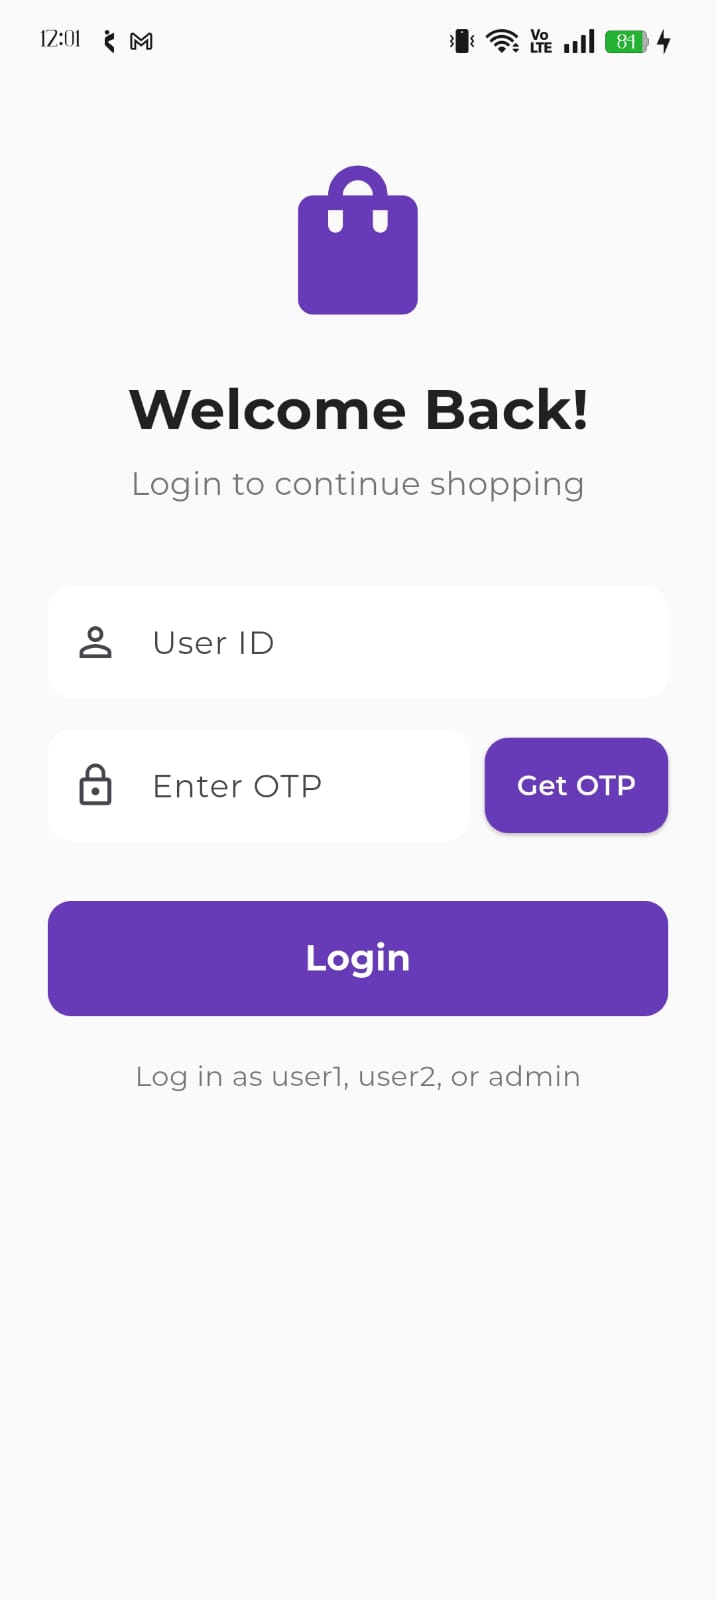 12:01
Vo
LTE
84
Welcome Back!
Login to continue shopping
User ID
Enter OTP
Get OTP
Login
Log in as user1, user2, or admin